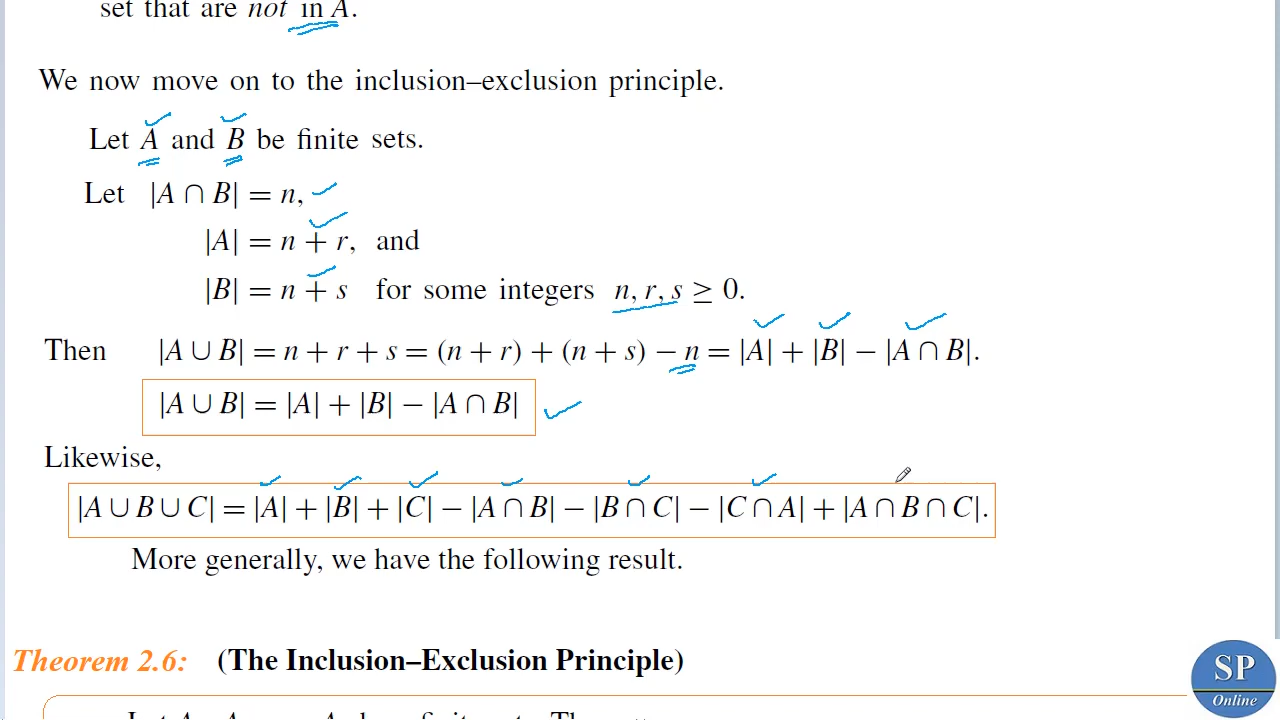 set that are not in A.
We now move on to the inclusion–exclusion principle.
Let A and B be finite sets.
Let |A ∩ B| = n,
|A| = n + r, and
|B| = n + s for some integers n, r, s ≥ 0.
Then |A ∪ B| = n + r + s = (n + r) + (n + s) − n = |A| + |B| − |A ∩ B|.
|A ∪ B| = |A| + |B| − |A ∩ B|
Likewise,
|A ∪ B ∪ C| = |A| + |B| + |C| − |A ∩ B| − |B ∩ C| − |C ∩ A| + |A ∩ B ∩ C|.
More generally, we have the following result.
Theorem 2.6: (The Inclusion–Exclusion Principle)
SP
Online